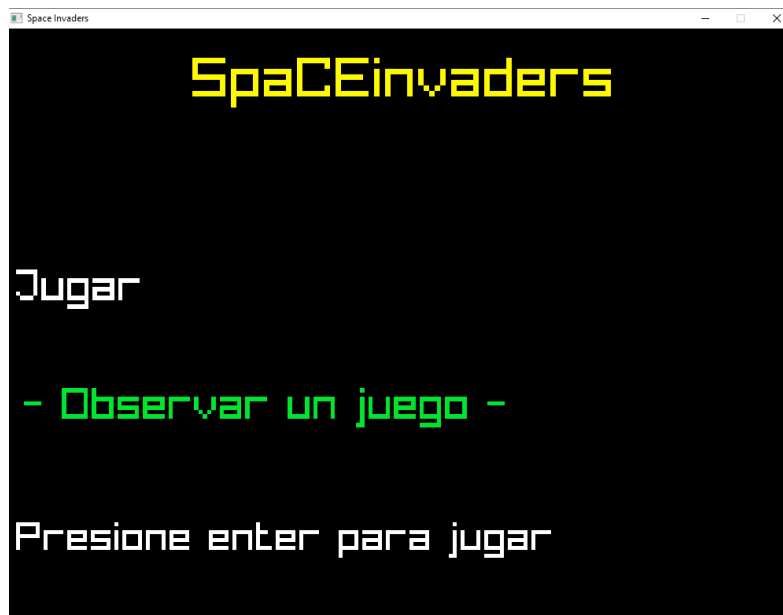 Space Invaders
SpaCEinvaders
Jugar
- Observar un juego -
Presione enter para jugar